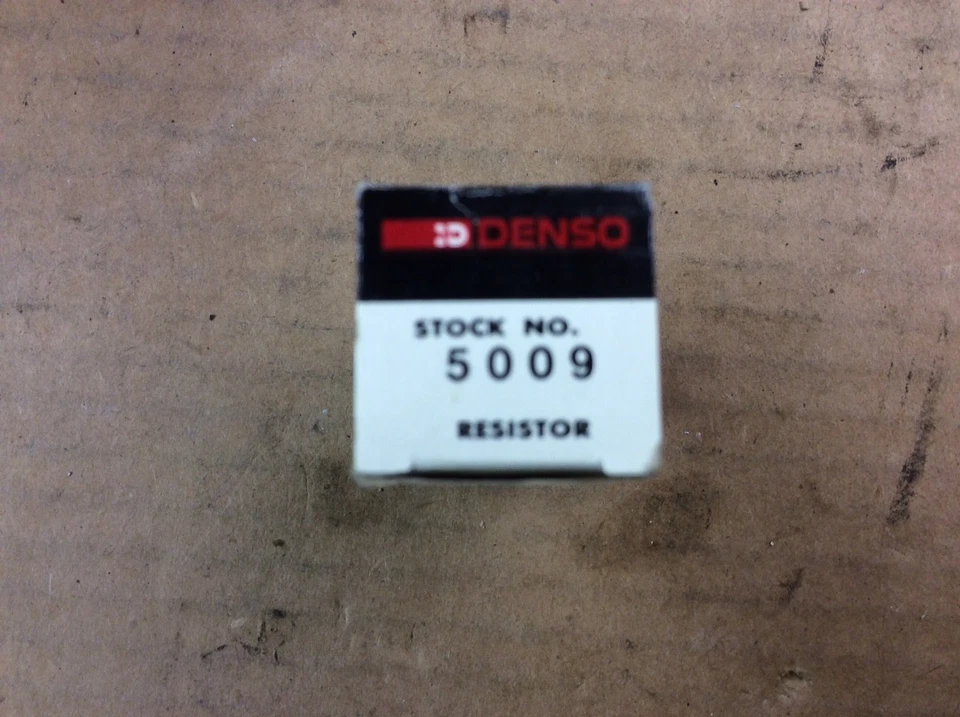 DENSO
STOCK NO.
5009
RESISTOR